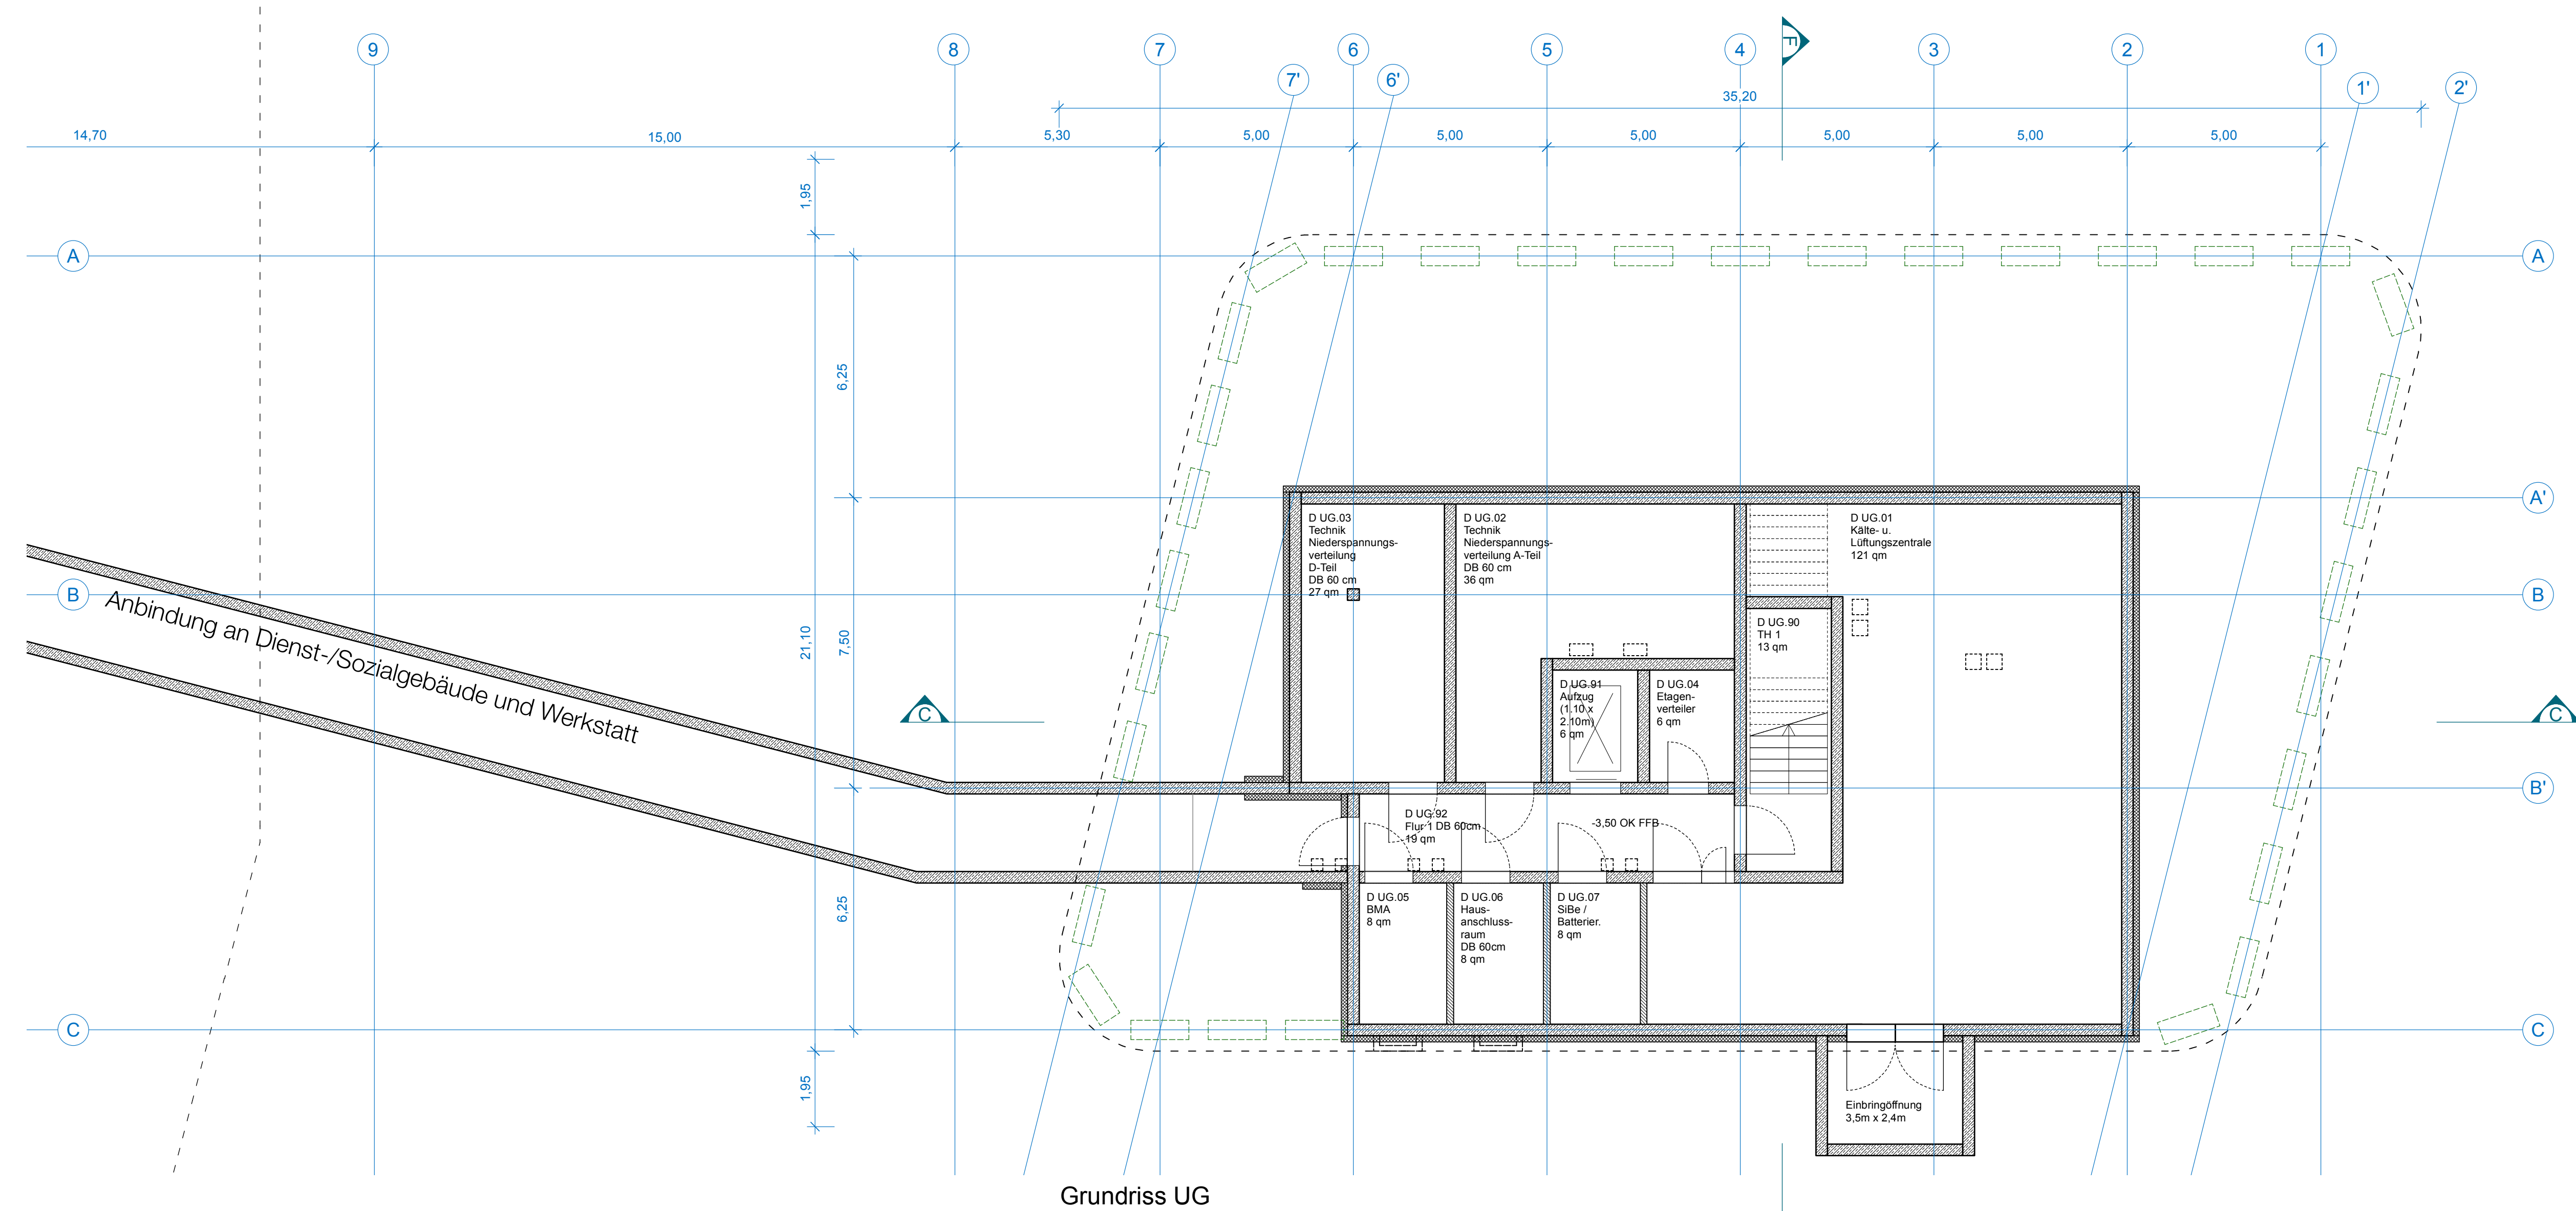 9
8
7
6
5
4
F
3
2
1
7'
6'
1'
2'
35,20
14,70
15,00
5,30
5,00
5,00
5,00
5,00
5,00
5,00
1,95
A
A
6,25
A'
D UG.03
Technik
Niederspannungs-
verteilung
D-Teil
DB 60 cm
27 qm
D UG.02
Technik
Niederspannungs-
verteilung A-Teil
DB 60 cm
36 qm
D UG.01
Kälte- u.
Lüftungszentrale
121 qm
B
B
Anbindung an Dienst-/Sozialgebäude und Werkstatt
21,10
7,50
D UG.90
TH 1
13 qm
D UG.91
Aufzug
(1.10 x
2.10m)
6 qm
D UG.04
Etagen-
verteiler
6 qm
C
C
B'
D UG.92
Flur 1 DB 60cm
19 qm
-3,50 OK FFB
6,25
D UG.05
BMA
8 qm
D UG.06
Haus-
anschluss-
raum
DB 60cm
8 qm
D UG.07
SiBe /
Batterier.
8 qm
C
C
1,95
Einbringöffnung
3,5m x 2,4m
Grundriss UG